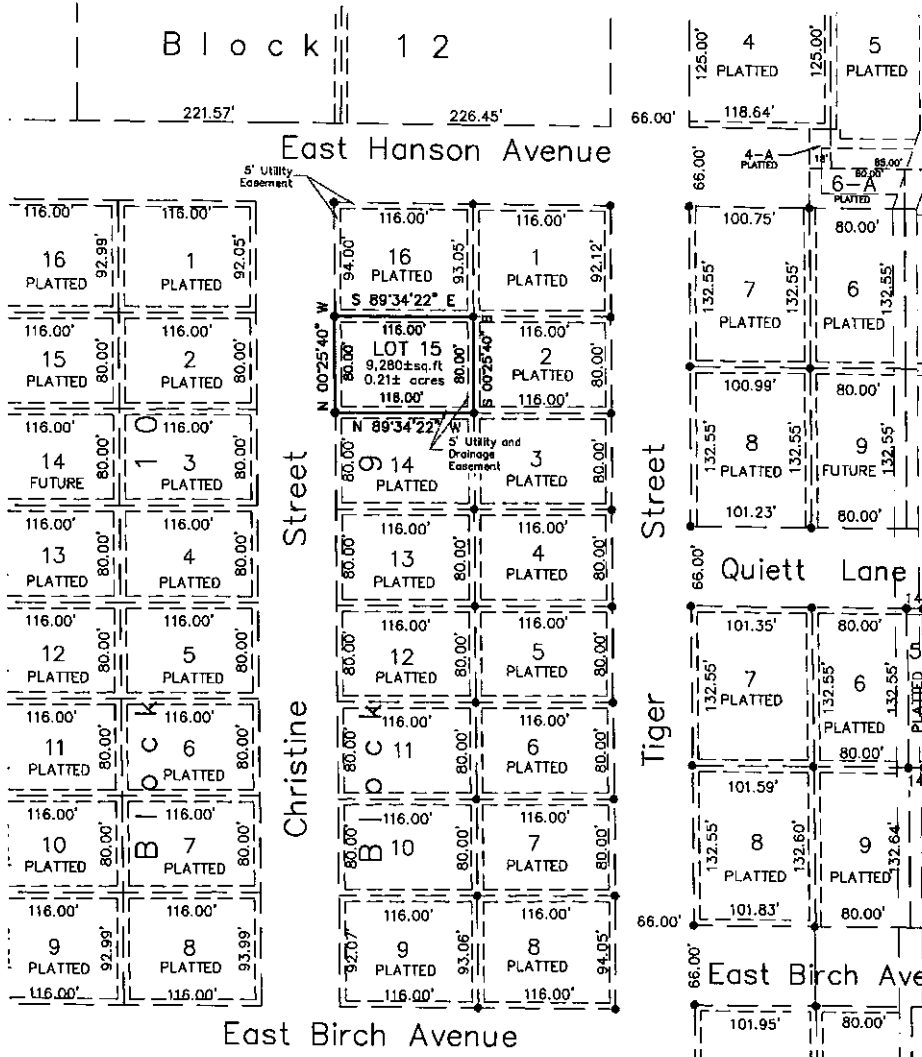 Block 12
221.57'
226.45'
66.00'
125.00'
4
PLATTED
125.00'
118.64'
5
PLATTED
East Hanson Avenue
5' Utility
Easement
66.00'
4-A
PLATTED
18'
85.00'
80.00'
6-A
PLATTED
116.00'
16
PLATTED
92.99'
116.00'
1
PLATTED
92.05'
116.00'
94.00'
16
PLATTED
93.05'
116.00'
1
PLATTED
92.12'
100.75'
132.55'
7
PLATTED
132.55'
80.00'
6
PLATTED
132.55'
S 89°34'22" E
N 00°25'40" W
116.00'
80.00'
LOT 15
9,280±sq.ft
0.21± acres
80.00'
116.00'
S 00°25'40" E
N 89°34'22" W
5' Utility and
Drainage
Easement
116.00'
15
PLATTED
80.00'
116.00'
2
PLATTED
80.00'
116.00'
2
PLATTED
80.00'
116.00'
14
FUTURE
80.00'
116.00'
3
PLATTED
80.00'
80.00'
14
PLATTED
80.00'
3
PLATTED
80.00'
100.99'
132.55'
8
PLATTED
132.55'
101.23'
80.00'
9
FUTURE
132.55'
80.00'
116.00'
13
PLATTED
80.00'
116.00'
4
PLATTED
80.00'
116.00'
80.00'
13
PLATTED
80.00'
116.00'
4
PLATTED
80.00'
66.00'
Quiett Lane
116.00'
12
PLATTED
80.00'
116.00'
5
PLATTED
80.00'
116.00'
80.00'
12
PLATTED
80.00'
116.00'
5
PLATTED
80.00'
101.35'
132.55'
7
PLATTED
80.00'
132.55'
6
PLATTED
132.55'
80.00'
14
5
PLATTED
116.00'
11
PLATTED
80.00'
116.00'
6
PLATTED
80.00'
116.00'
80.00'
11
80.00'
116.00'
6
PLATTED
80.00'
14
116.00'
10
PLATTED
80.00'
116.00'
7
PLATTED
80.00'
116.00'
80.00'
10
80.00'
116.00'
7
PLATTED
80.00'
101.59'
132.55'
8
PLATTED
132.60'
101.83'
9
PLATTED
132.64'
80.00'
116.00'
9
PLATTED
92.99'
116.00'
116.00'
8
PLATTED
93.99'
116.00'
116.00'
92.07'
9
PLATTED
93.06'
116.00'
116.00'
8
PLATTED
94.05'
116.00'
66.00'
66.00'
Block 10
Christine Street
Block 9
Tiger Street
East Birch Ave
101.95'
80.00'
East Birch Avenue